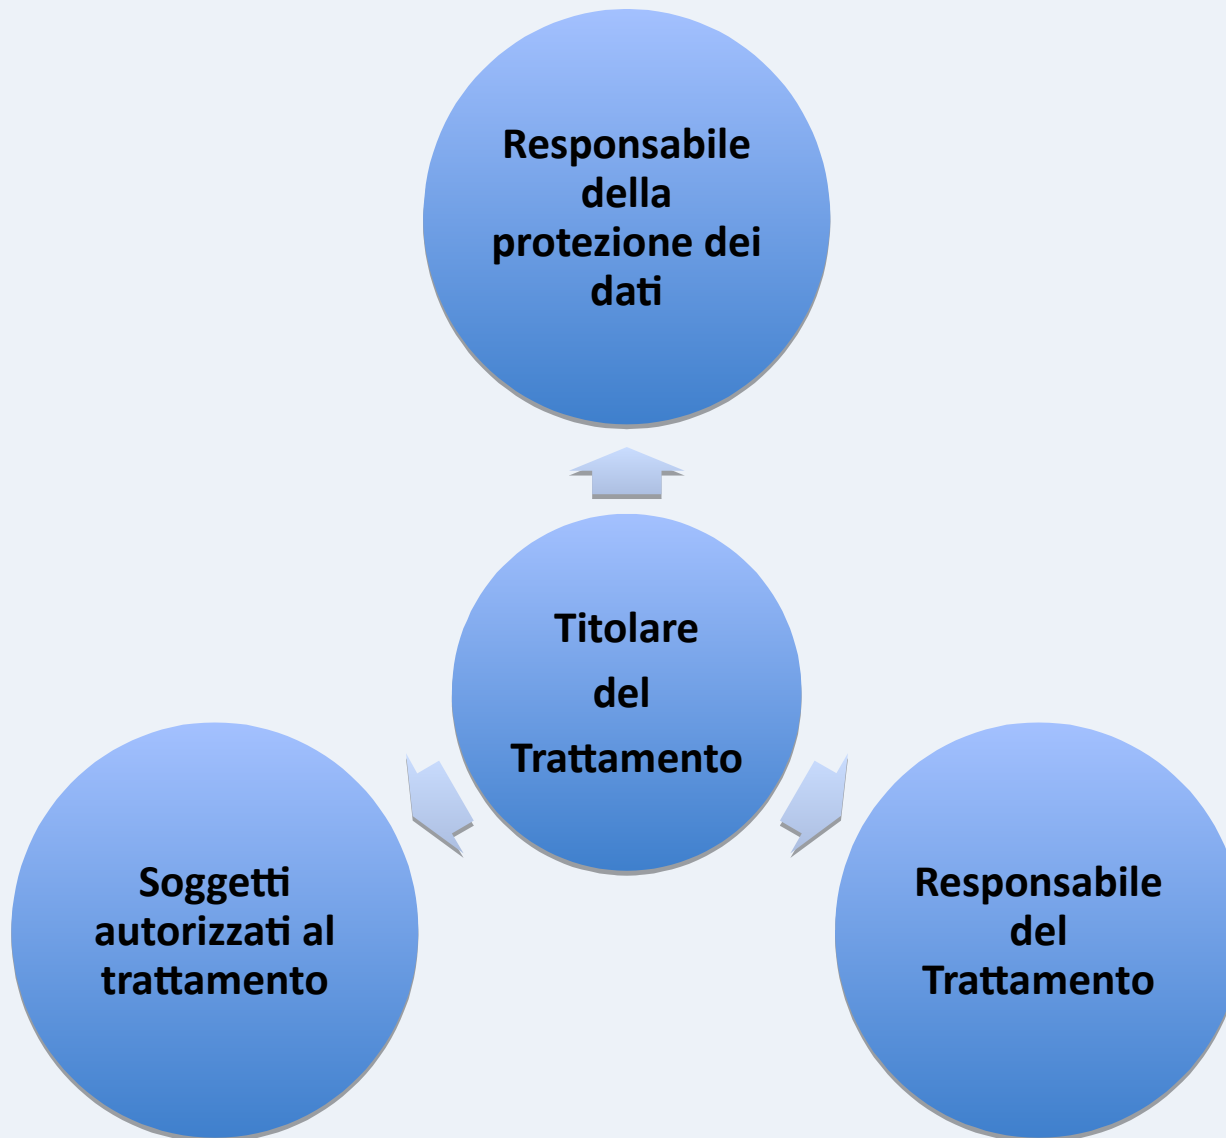 Responsabile
della
protezione dei
dati
Titolare
del
Trattamento
Soggetti
autorizzati al
trattamento
Responsabile
del
Trattamento